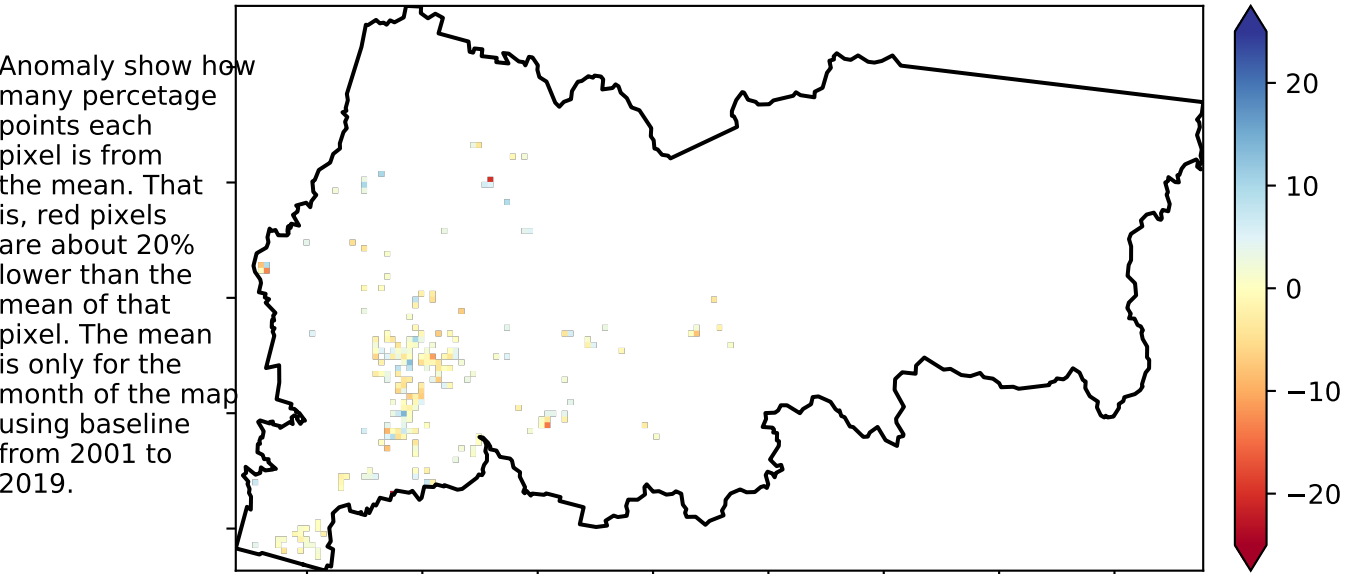 Anomaly show how
many percetage
points each
pixel is from
the mean. That
is, red pixels
are about 20%
lower than the
mean of that
pixel. The mean
is only for the
month of the map
using baseline
from 2001 to
2019.
20
10
0
−10
−20